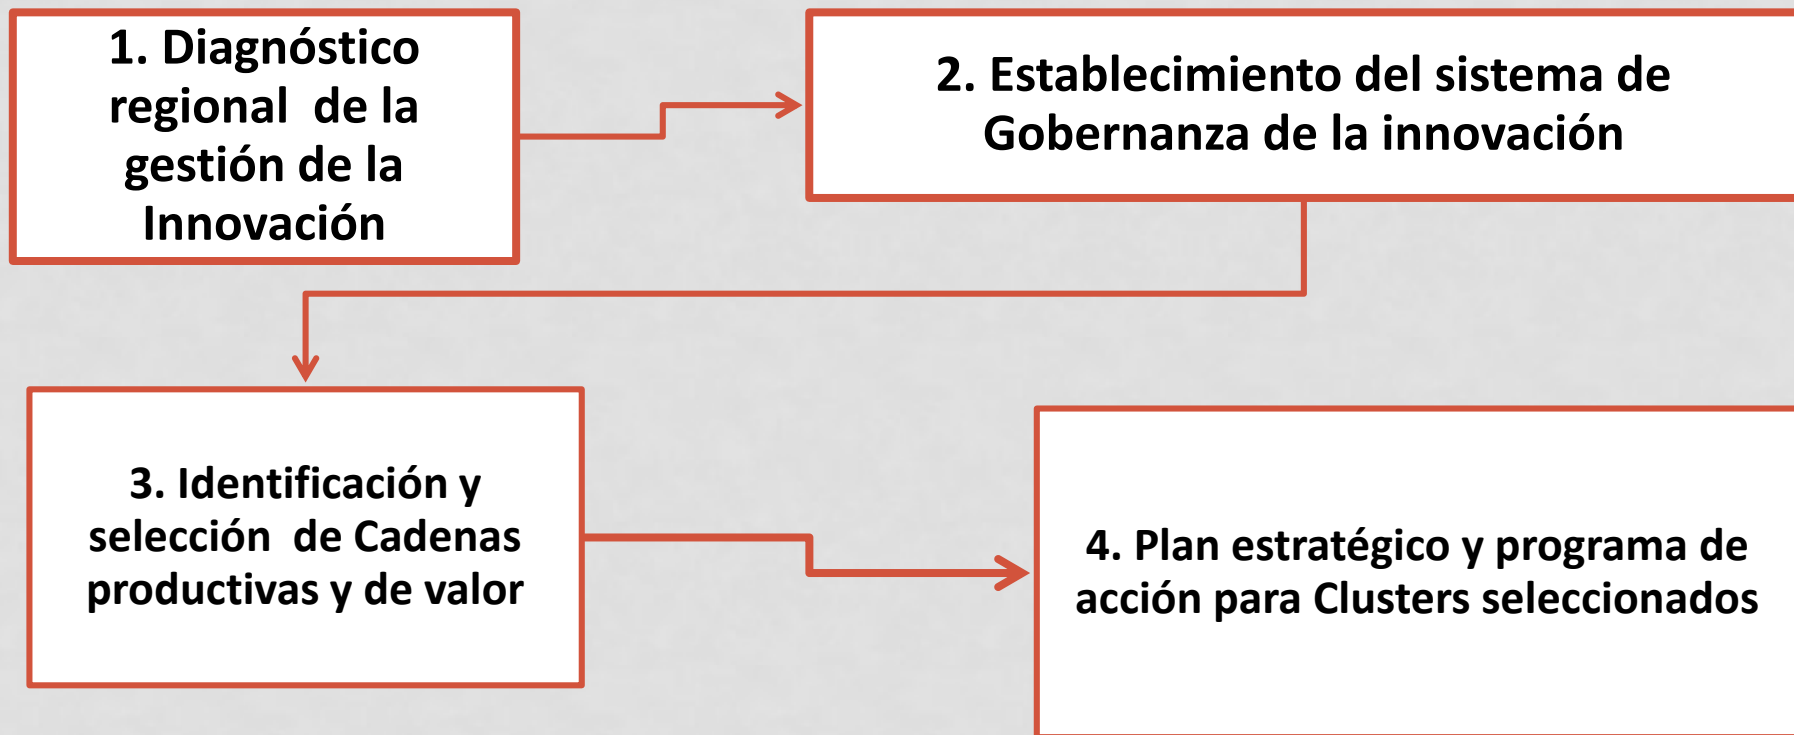 1. Diagnóstico
regional de la
gestión de la
Innovación
2. Establecimiento del sistema de
Gobernanza de la innovación
3. Identificación y
selección de Cadenas
productivas y de valor
4. Plan estratégico y programa de
acción para Clusters seleccionados